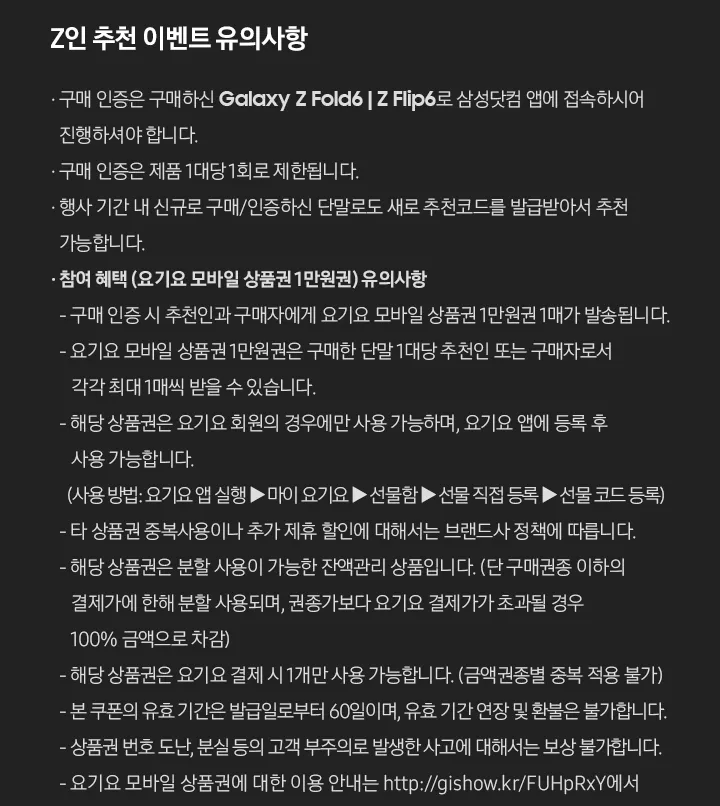 Z인 추천 이벤트 유의사항
· 구매 인증은 구매하신 Galaxy Z Fold6 | Z Flip6로 삼성닷컴 앱에 접속하시어
진행하셔야 합니다.
· 구매 인증은 제품 1대당 1회로 제한됩니다.
· 행사 기간 내 신규로 구매/인증하신 단말로도 새로 추천코드를 발급받아서 추천
가능합니다.
· 참여 혜택 (요기요 모바일 상품권 1만원권) 유의사항
- 구매 인증 시 추천인과 구매자에게 요기요 모바일 상품권 1만원권 1매가 발송됩니다.
- 요기요 모바일 상품권 1만원권은 구매한 단말 1대당 추천인 또는 구매자로서
각각 최대 1매씩 받을 수 있습니다.
- 해당 상품권은 요기요 회원의 경우에만 사용 가능하며, 요기요 앱에 등록 후
사용 가능합니다.
(사용 방법: 요기요 앱 실행 ▶ 마이 요기요 ▶ 선물함 ▶ 선물 직접 등록 ▶ 선물 코드 등록)
- 타 상품권 중복사용이나 추가 제휴 할인에 대해서는 브랜드사 정책에 따릅니다.
- 해당 상품권은 분할 사용이 가능한 잔액관리 상품입니다. (단 구매권종 이하의
결제가에 한해 분할 사용되며, 권종가보다 요기요 결제가가 초과될 경우
100% 금액으로 차감)
- 해당 상품권은 요기요 결제 시 1개만 사용 가능합니다. (금액권종별 중복 적용 불가)
- 본 쿠폰의 유효 기간은 발급일로부터 60일이며, 유효 기간 연장 및 환불은 불가합니다.
- 상품권 번호 도난, 분실 등의 고객 부주의로 발생한 사고에 대해서는 보상 불가합니다.
- 요기요 모바일 상품권에 대한 이용 안내는 http://gishow.kr/FUHpRxY에서